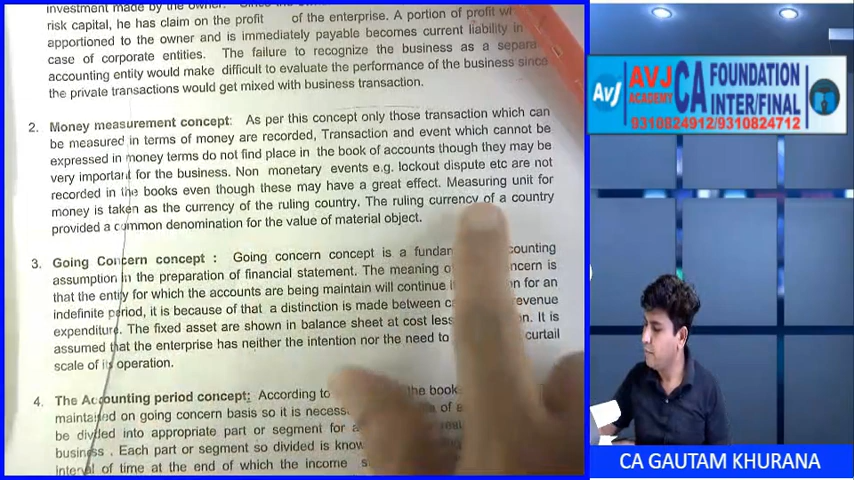 investment made by the owner.
risk capital, he has claim on the profit of the enterprise. A portion of profit
apportioned to the owner and is immediately payable becomes current liability in
case of corporate entities. The failure to recognize the business as a separa
accounting entity would make difficult to evaluate the performance of the business since
the private transactions would get mixed with business transaction.
2. Money measurement concept: As per this concept only those transaction which can
be measured in terms of money are recorded, Transaction and event which cannot be
expressed in money terms do not find place in the book of accounts though they may be
very important for the business. Non monetary events e.g. lockout dispute etc are not
recorded in the books even though these may have a great effect. Measuring unit for
money is taken as the currency of the ruling country. The ruling currency of a country
provided a common denomination for the value of material object.
3. Going Concern concept : Going concern concept is a fundan counting
assumption in the preparation of financial statement. The meaning o ncern is
that the entity for which the accounts are being maintain will continue i n for an
indefinite period, it is because of that a distinction is made between c evenue
expenditure. The fixed asset are shown in balance sheet at cost less n. It is
assumed that the enterprise has neither the intention nor the need to curtail
scale of its operation.
4. The Accounting period concept: According to the book
maintained on going concern basis so it is necess of
be divided into appropriate part or segment for
business . Each part or segment so divided is know
interval of time at the end of which the income s
AVJ
AVJ
ACADEMY
CA
FOUNDATION
INTER/FINAL
9310824912/9310824712
CA GAUTAM KHURANA